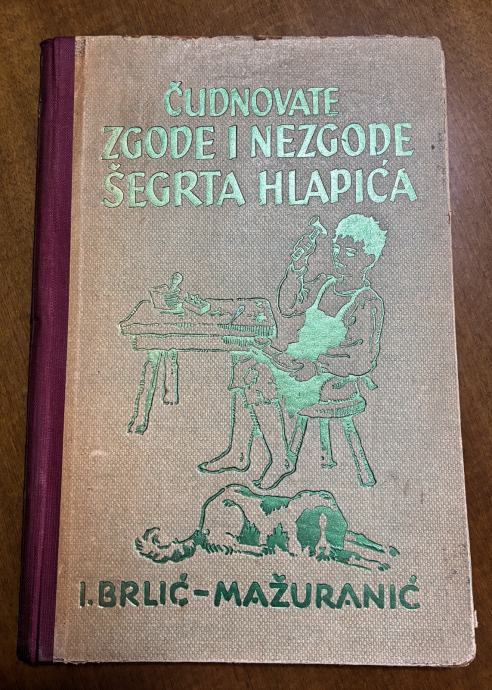 ČUDNOVATE
ZGODE I NEZGODE
ŠEGRTA HLAPIĆA
I. BRLIĆ-MAŽURANIĆ